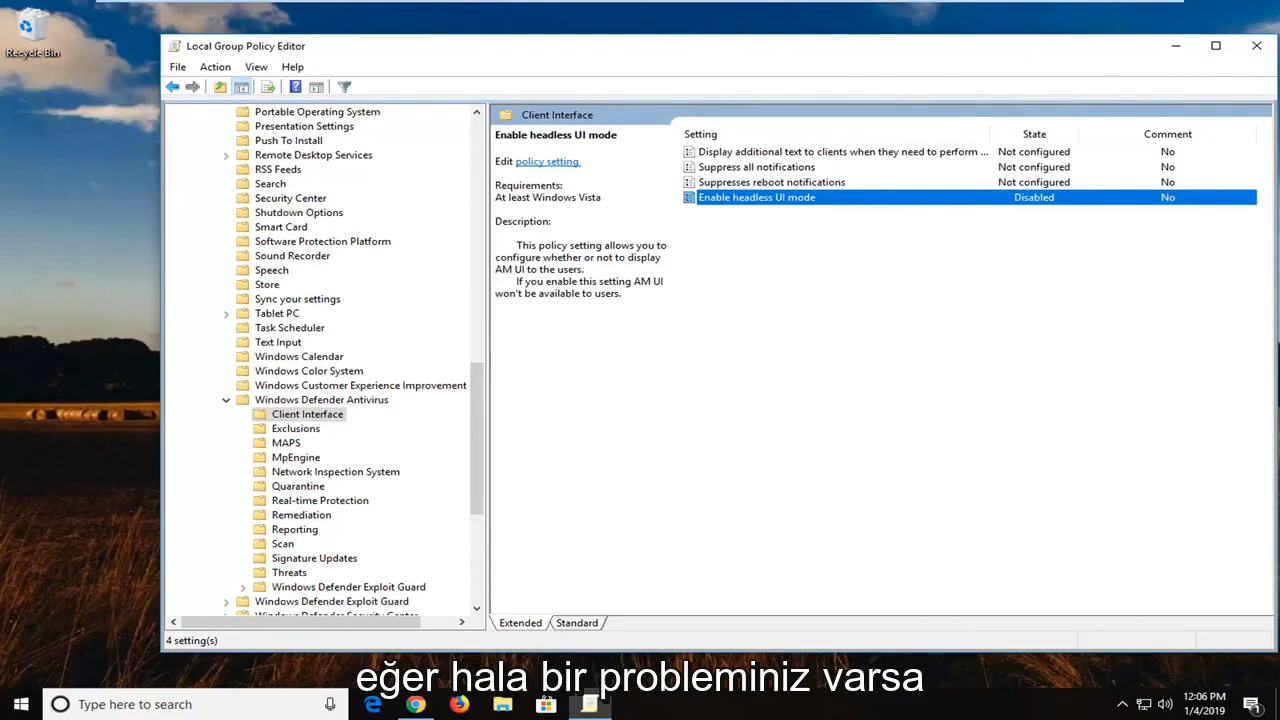 Recycle Bin
Local Group Policy Editor
File Action View Help
Portable Operating System
Presentation Settings
Push To Install
Remote Desktop Services
RSS Feeds
Search
Security Center
Shutdown Options
Smart Card
Software Protection Platform
Sound Recorder
Speech
Store
Sync your settings
Tablet PC
Task Scheduler
Text Input
Windows Calendar
Windows Color System
Windows Customer Experience Improvement
Windows Defender Antivirus
Client Interface
Exclusions
MAPS
MpEngine
Network Inspection System
Quarantine
Real-time Protection
Remediation
Reporting
Scan
Signature Updates
Threats
Windows Defender Exploit Guard
Windows Defender Exploit Guard
Windows Defender Security Center
Client Interface
Enable headless UI mode
Edit policy setting
Requirements:
At least Windows Vista
Description:
This policy setting allows you to
configure whether or not to display
AM UI to the users.
If you enable this setting AM UI
won't be available to users.
Setting State Comment
Display additional text to clients when they need to perform ... Not configured No
Suppress all notifications Not configured No
Suppresses reboot notifications Not configured No
Enable headless UI mode Disabled No
Extended Standard
4 setting(s)
eğer hala bir probleminiz varsa
Type here to search
12:06 PM
1/4/2019
1